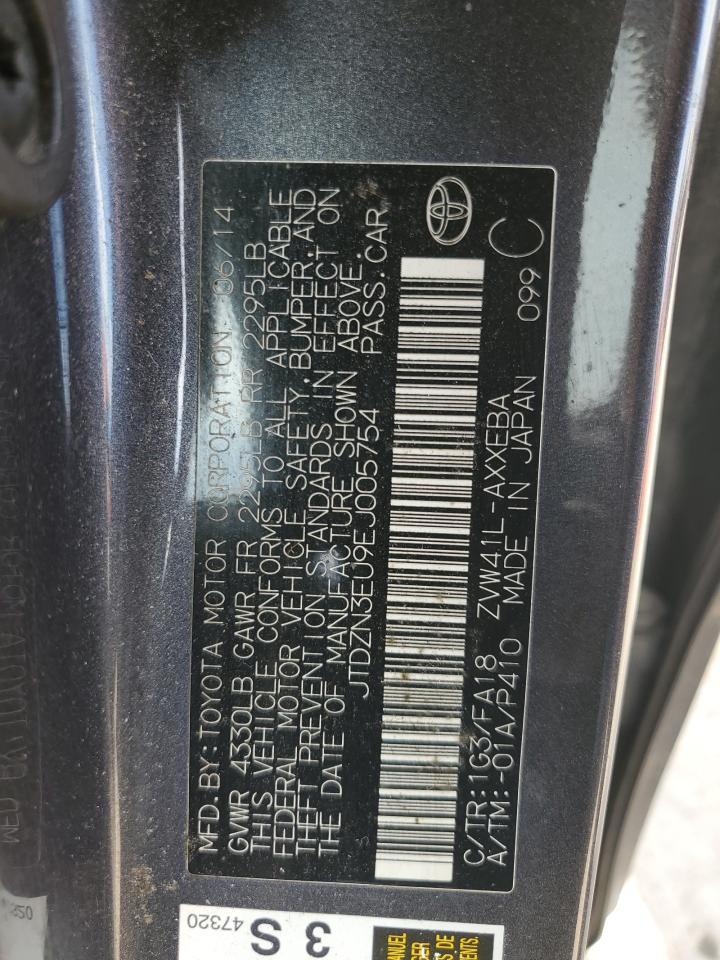 MFD. BY: TOYOTA MOTOR CORPORATION 06/14
GVWR 4330LB GAWR FR 2295LB RR 2295LB
THIS VEHICLE CONFORMS TO ALL APPLICABLE
FEDERAL MOTOR VEHICLE SAFETY, BUMPER, AND
THEFT PREVENTION STANDARDS IN EFFECT ON
THE DATE OF MANUFACTURE SHOWN ABOVE.
JTDZN3EU9EJ005754 PASS. CAR
C/TR: 1G3/FA18 ZVW41L-AXXEBA
A/TM: -01A/P410 MADE IN JAPAN 099 C
47320
3 S